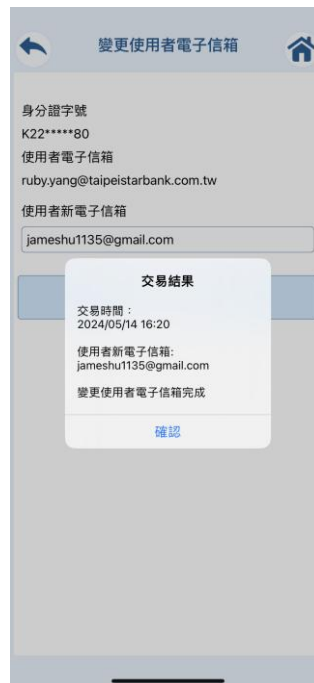 變更使用者電子信箱
身分證字號
K22*****80
使用者電子信箱
ruby.yang@taipeistarbank.com.tw
使用者新電子信箱
jameshu1135@gmail.com
交易結果
交易時間：
2024/05/14 16:20
使用者新電子信箱:
jameshu1135@gmail.com
變更使用者電子信箱完成
確認